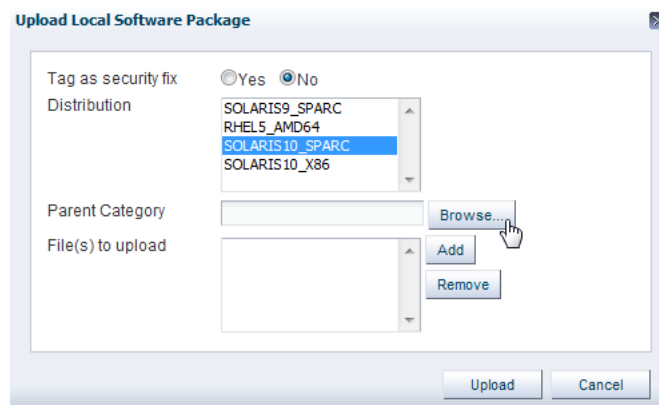 Upload Local Software Package
Tag as security fix Yes No
Distribution
SOLARIS9_SPARC
RHEL5_AMD64
SOLARIS10_SPARC
SOLARIS10_X86
Parent Category Browse...
File(s) to upload Add
Remove
Upload Cancel